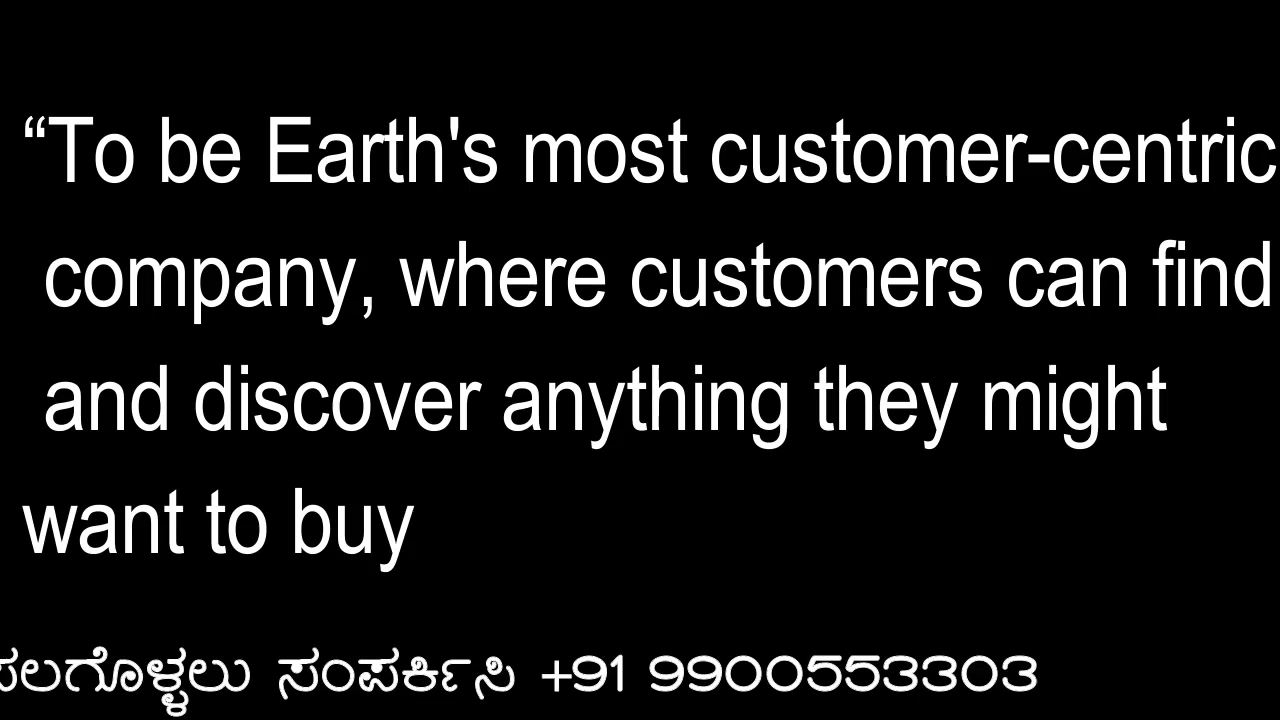 “To be Earth's most customer-centric
company, where customers can find
and discover anything they might
want to buy
ಸಂಪರ್ಕಿಸಿ +91 9900553303